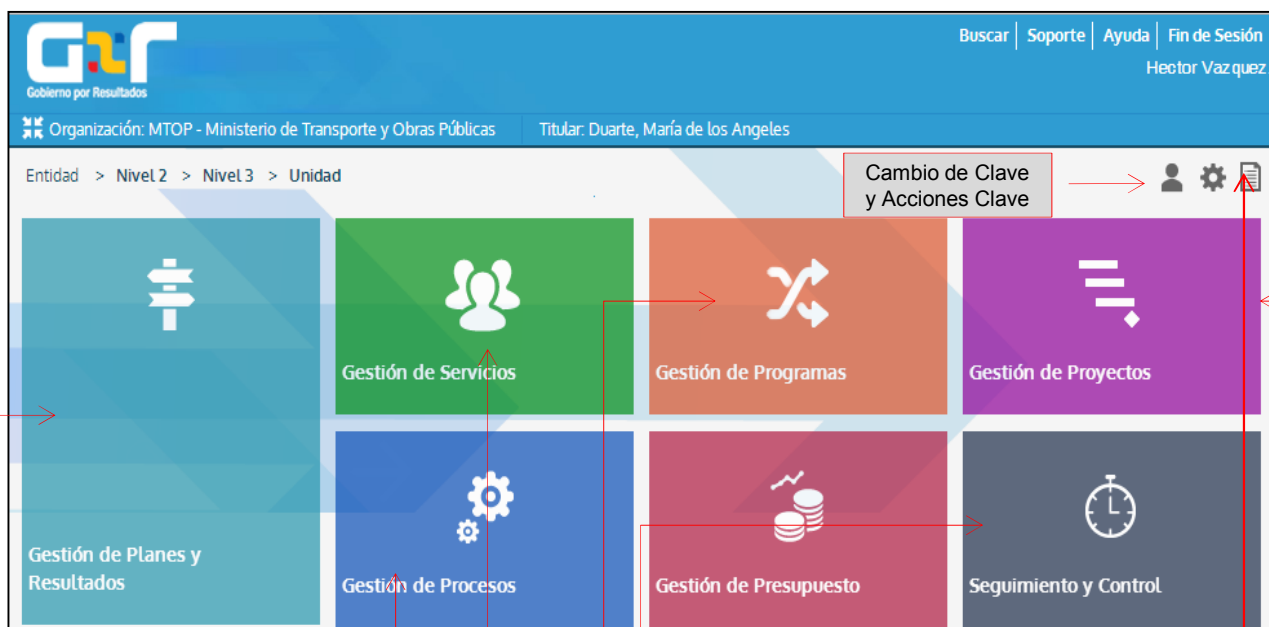 GPR
Gobierno por Resultados
Buscar | Soporte | Ayuda | Fin de Sesión
Hector Vazquez
Organización: MTOP - Ministerio de Transporte y Obras Públicas
Titular: Duarte, María de los Angeles
Entidad > Nivel 2 > Nivel 3 > Unidad
Cambio de Clave
y Acciones Clave
Gestión de Servicios
Gestión de Programas
Gestión de Proyectos
Gestión de Planes y
Resultados
Gestión de Procesos
Gestión de Presupuesto
Seguimiento y Control